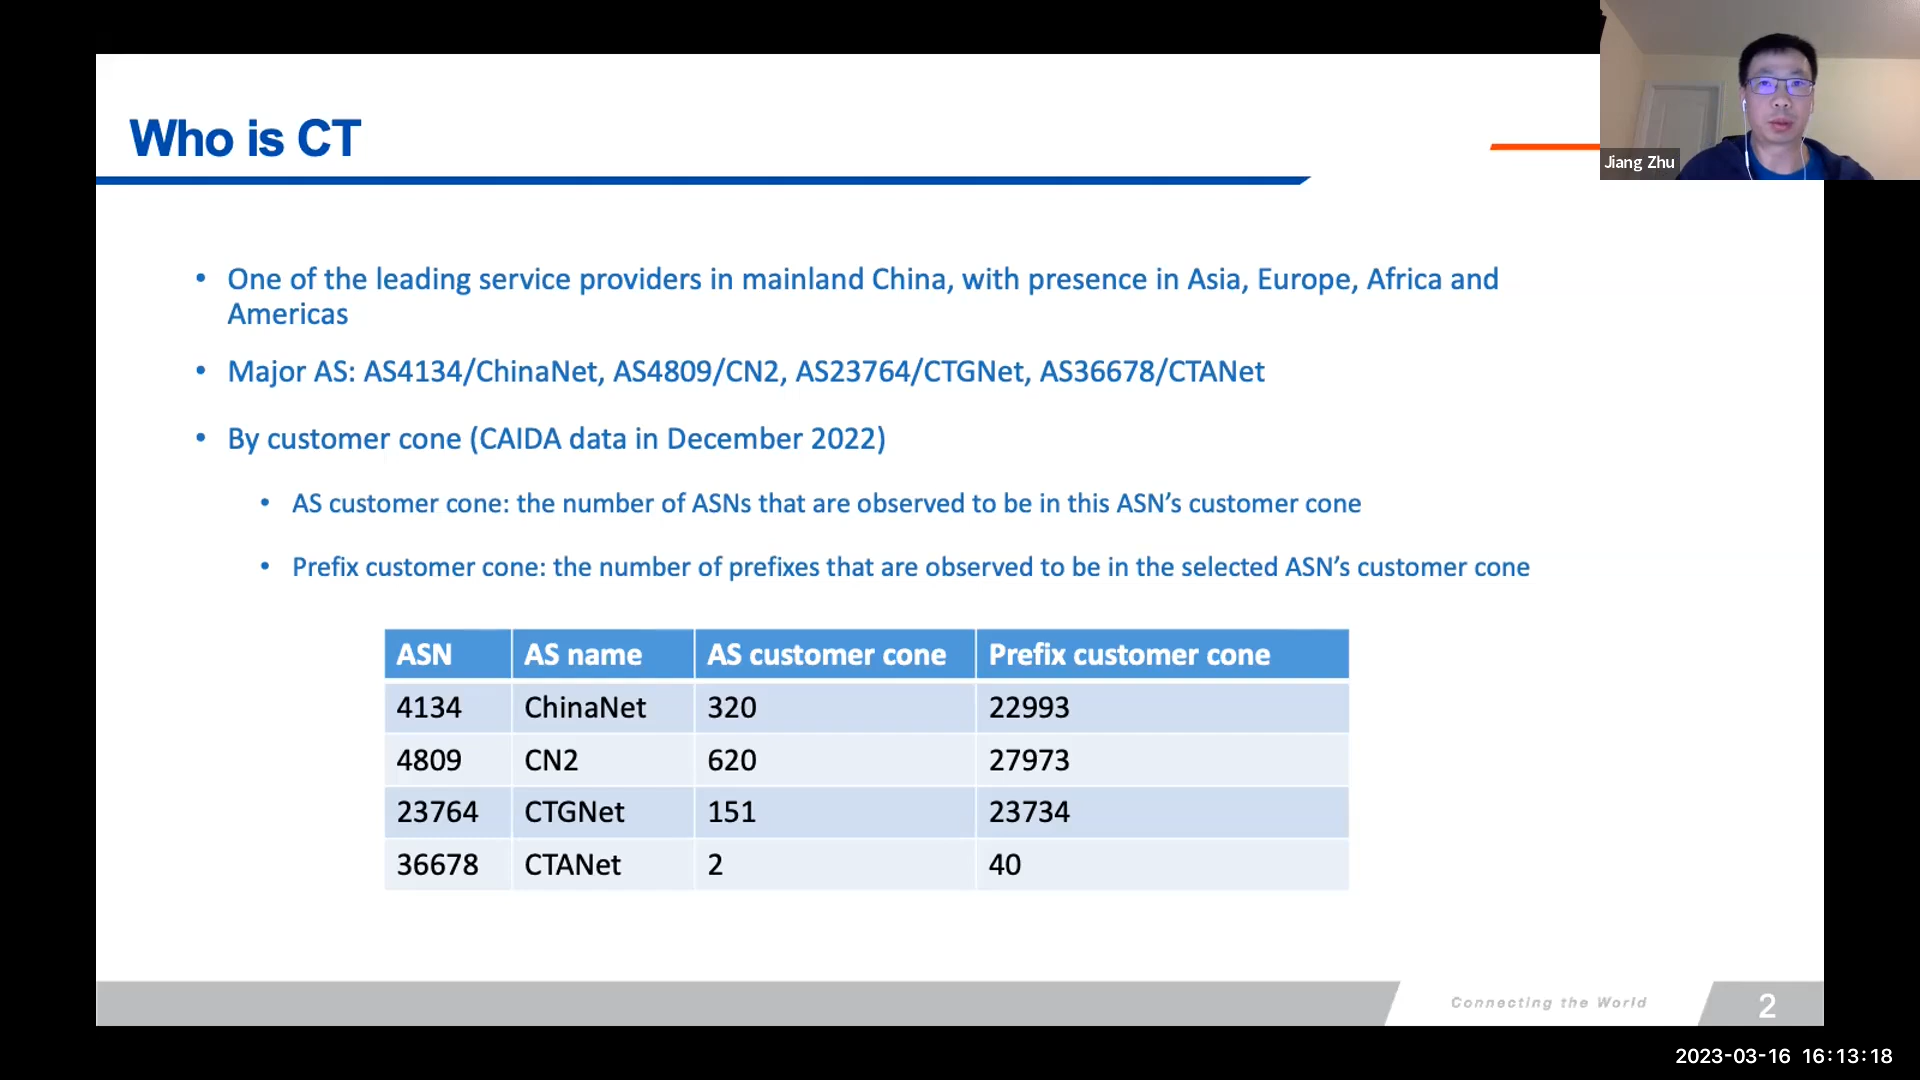 Who is CT
Jiang Zhu
• One of the leading service providers in mainland China, with presence in Asia, Europe, Africa and
Americas
• Major AS: AS4134/ChinaNet, AS4809/CN2, AS23764/CTGNet, AS36678/CTANet
• By customer cone (CAIDA data in December 2022)
• AS customer cone: the number of ASNs that are observed to be in this ASN’s customer cone
• Prefix customer cone: the number of prefixes that are observed to be in the selected ASN’s customer cone
ASN AS name AS customer cone Prefix customer cone
4134 ChinaNet 320 22993
4809 CN2 620 27973
23764 CTGNet 151 23734
36678 CTANet 2 40
Connecting the World 2
2023-03-16 16:13:18